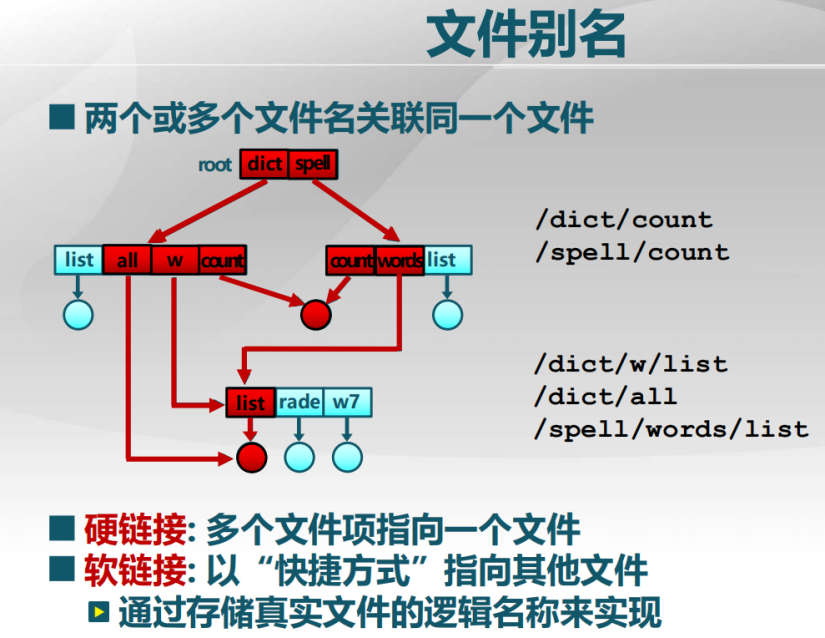 文件别名
■ 两个或多个文件名关联同一个文件
root dict spell
/dict/count
/spell/count
list all w count count words list
/dict/w/list
/dict/all
/spell/words/list
list rade w7
■ 硬链接: 多个文件项指向一个文件
■ 软链接: 以“快捷方式”指向其他文件
通过存储真实文件的逻辑名称来实现